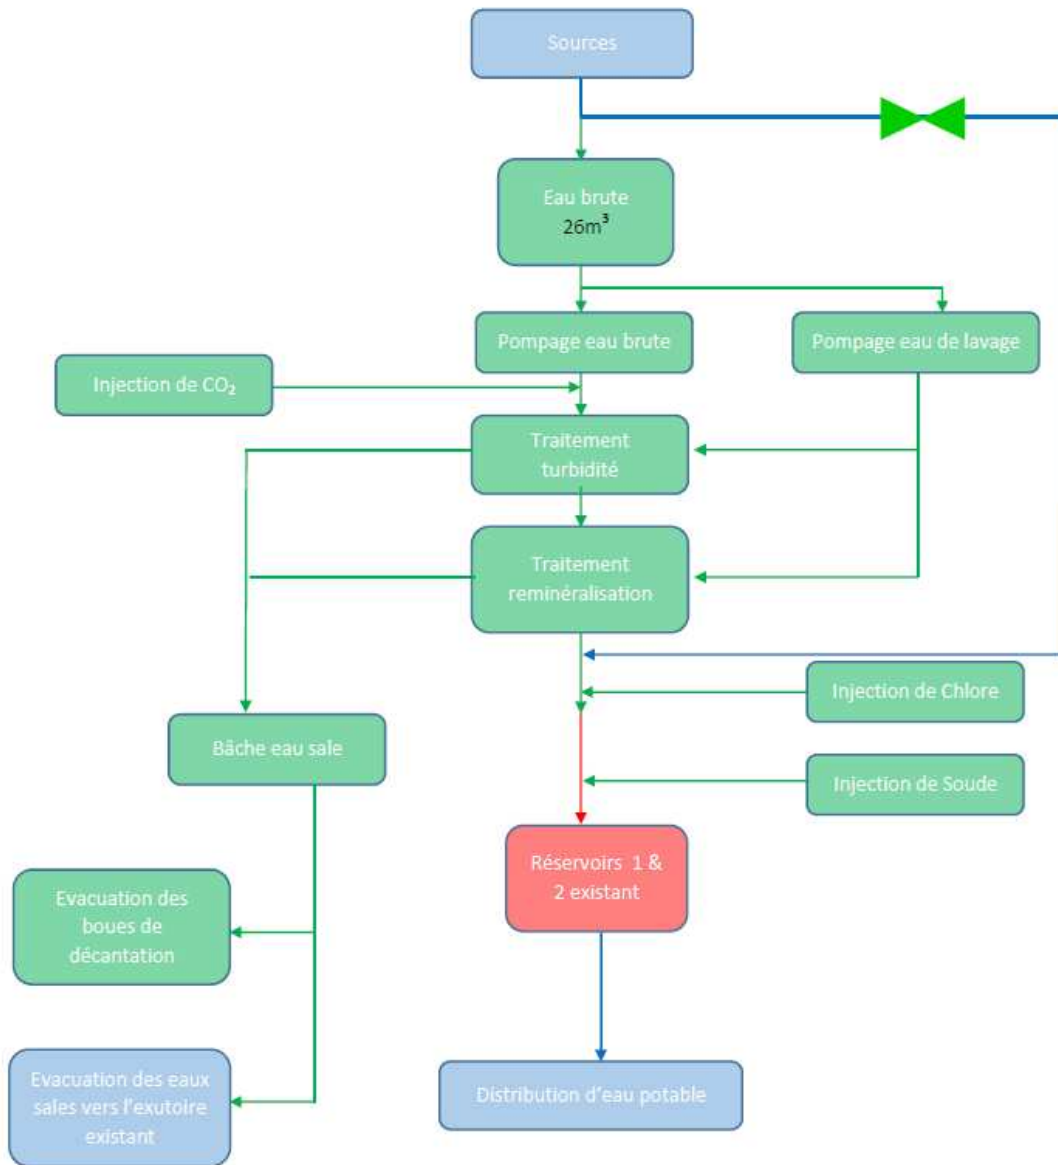 Sources
Eau brute
26m³
Pompage eau brute
Pompage eau de lavage
Injection de CO₂
Traitement
turbidité
Traitement
reminéralisation
Injection de Chlore
Bâche eau sale
Injection de Soude
Réservoirs 1 &
2 existant
Evacuation des
boues de
décantation
Evacuation des eaux
sales vers l'exutoire
existant
Distribution d'eau potable